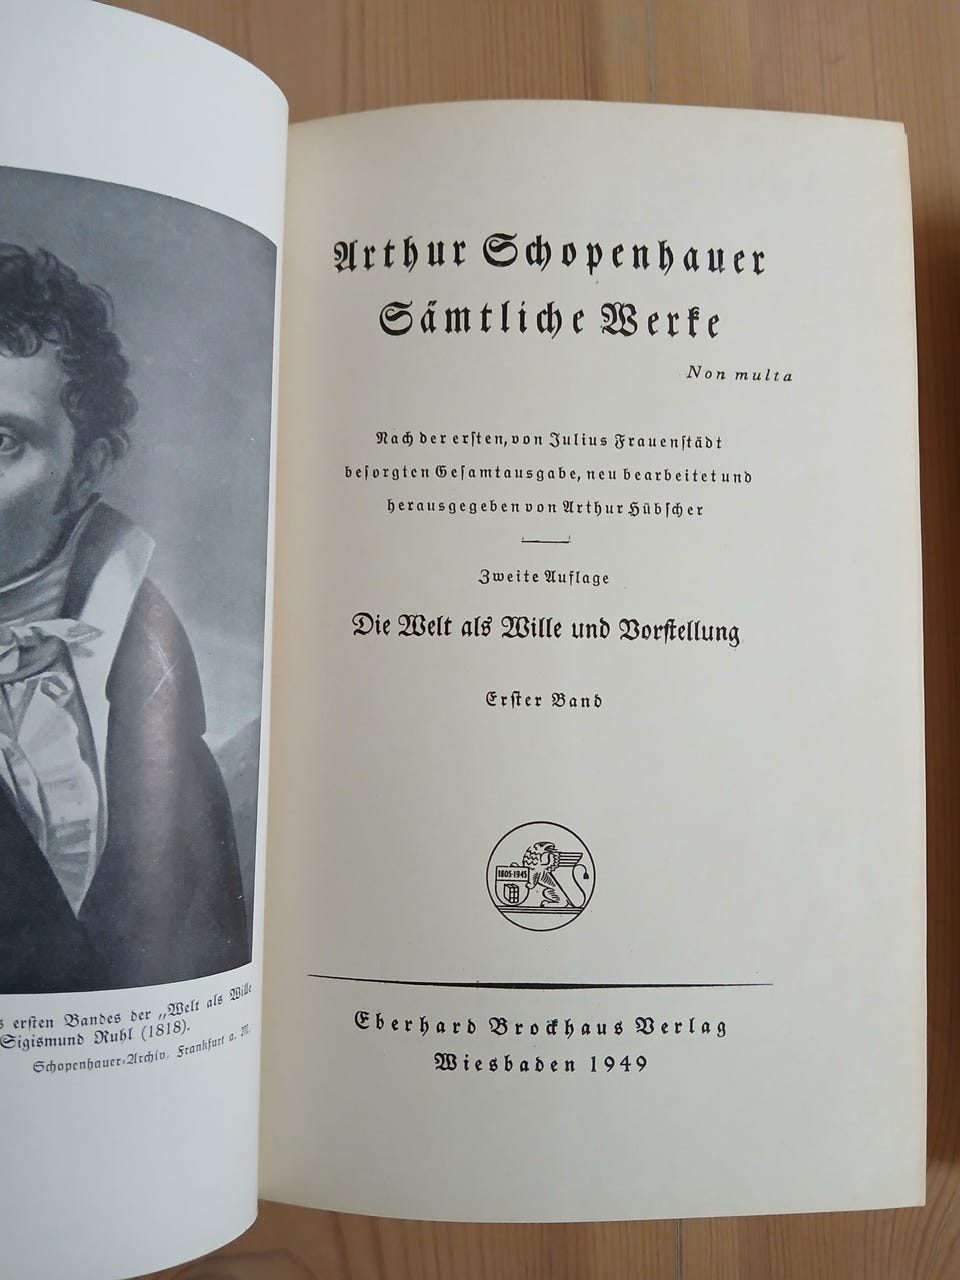 s ersten Bandes der „Welt als Wille
Sigismund Ruhl (1818).
Schopenhauer-Archiv, Frankfurt a. M.
Arthur Schopenhauer
Sämtliche Werke
Non multa
Nach der erſten, von Julius Frauenſtädt
beſorgten Geſamtausgabe, neu bearbeitet und
herausgegeben von Arthur Hübſcher
Zweite Auflage
Die Welt als Wille und Vorſtellung
Erſter Band
1805-1945
Eberhard Brockhaus Verlag
Wiesbaden 1949